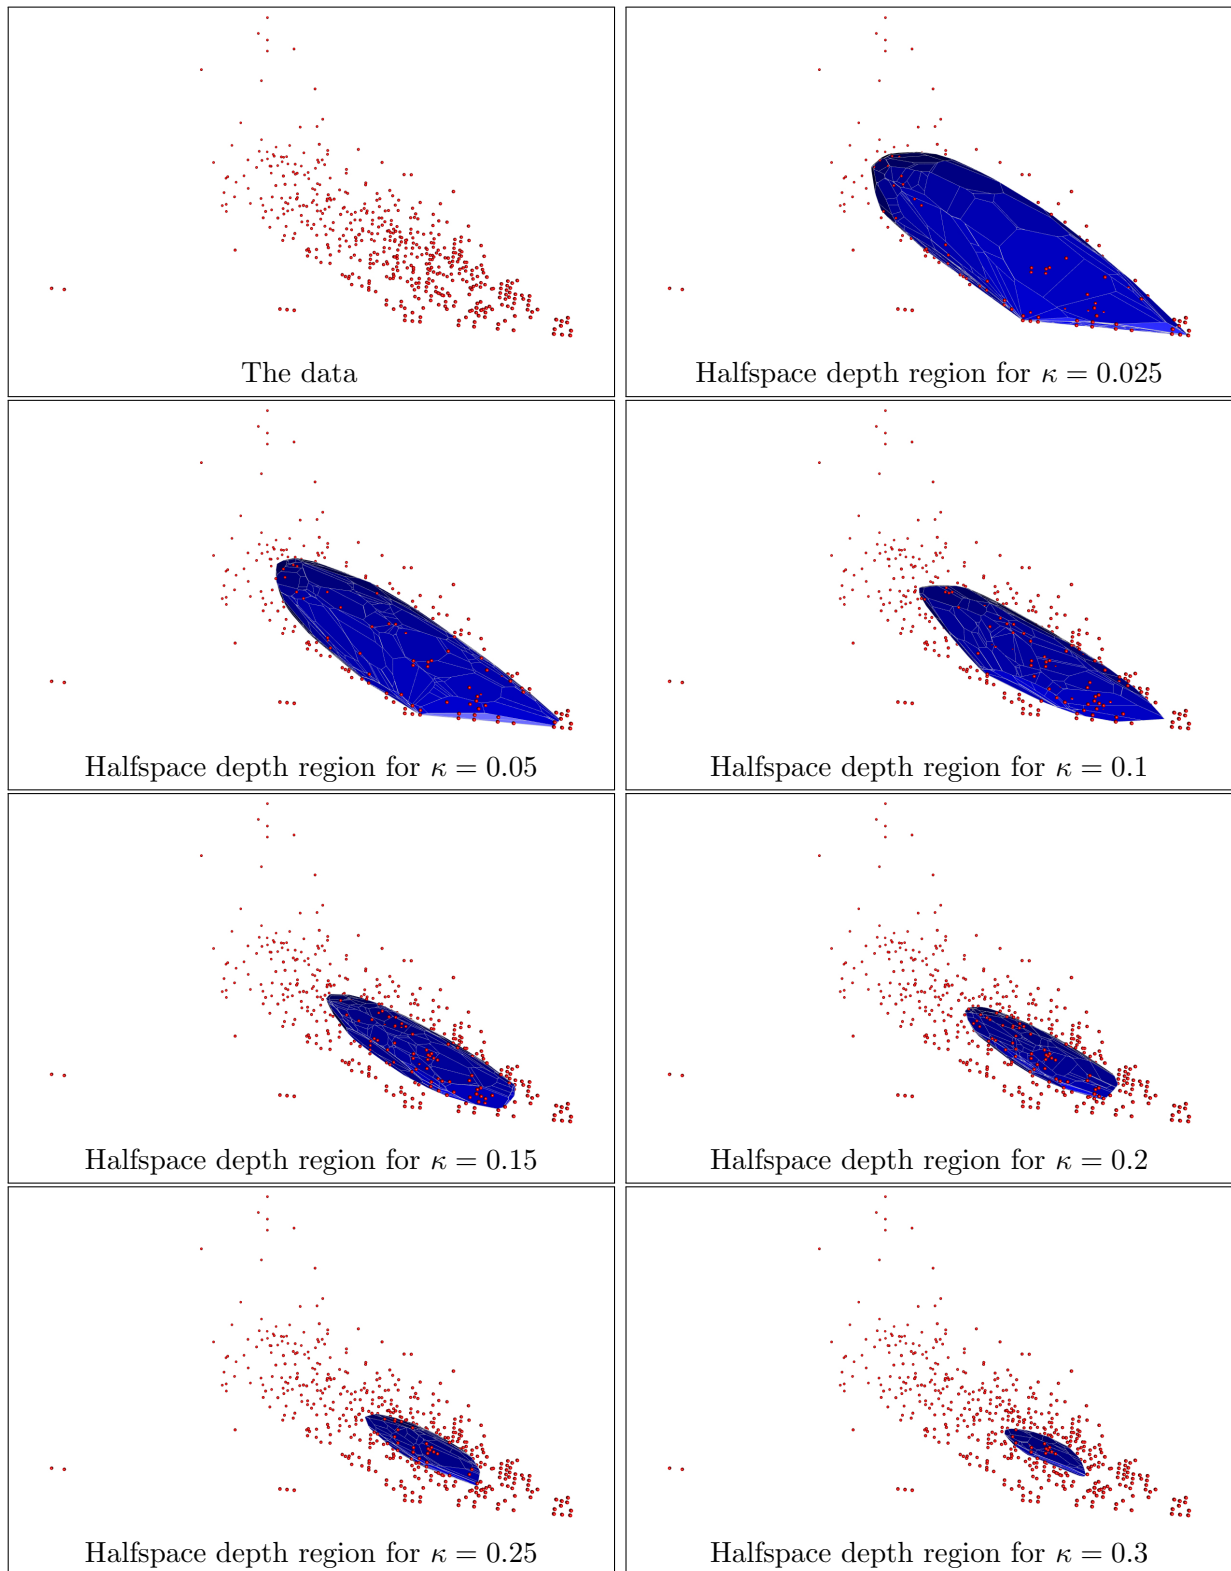 The data
Halfspace depth region for κ = 0.025
Halfspace depth region for κ = 0.05
Halfspace depth region for κ = 0.1
Halfspace depth region for κ = 0.15
Halfspace depth region for κ = 0.2
Halfspace depth region for κ = 0.25
Halfspace depth region for κ = 0.3